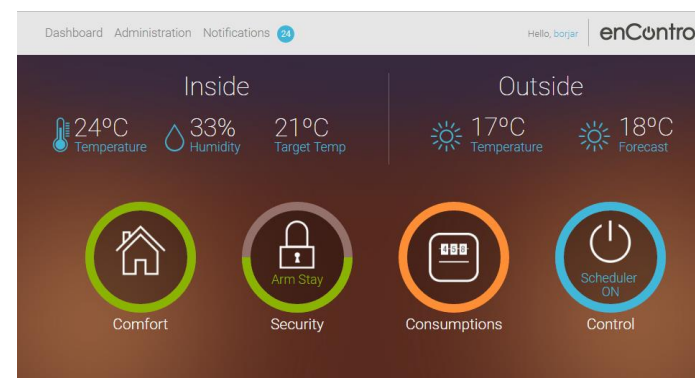 Dashboard Administration Notifications 24
Hello, borjar
enContro
Inside
24ºC
Temperature
33%
Humidity
21ºC
Target Temp
Outside
17ºC
Temperature
18ºC
Forecast
Arm Stay
458
Scheduler
ON
Comfort
Security
Consumptions
Control